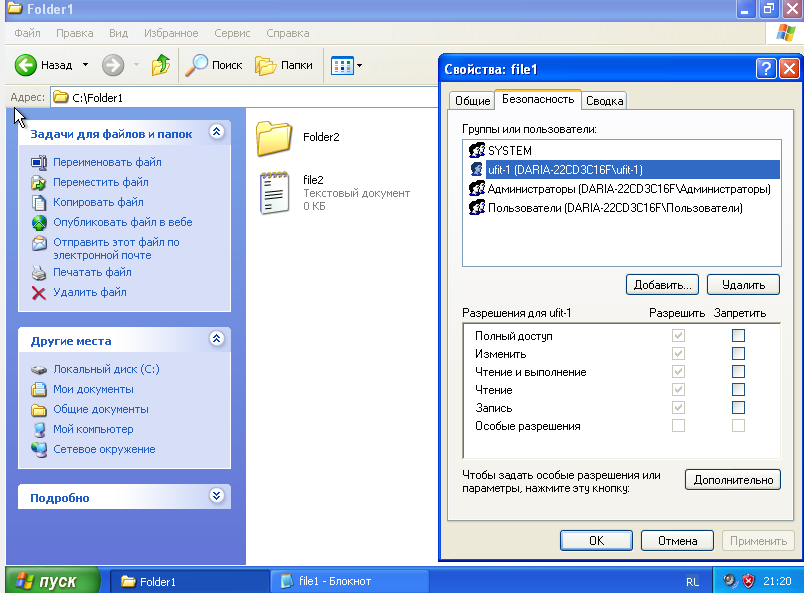 Folder1
Файл Правка Вид Избранное Сервис Справка
Назад Поиск Папки
Адрес: C:\Folder1
Задачи для файлов и папок
Переименовать файл
Переместить файл
Копировать файл
Опубликовать файл в вебе
Отправить этот файл по
электронной почте
Печатать файл
Удалить файл
Другие места
Локальный диск (C:)
Мои документы
Общие документы
Мой компьютер
Сетевое окружение
Подробно
Folder2
file2
Текстовый документ
0 КБ
Свойства: file1
Общие Безопасность Сводка
Группы или пользователи:
SYSTEM
ufit-1 (DARIA-22CD3C16F\ufit-1)
Администраторы (DARIA-22CD3C16F\Администраторы)
Пользователи (DARIA-22CD3C16F\Пользователи)
Добавить... Удалить
Разрешения для ufit-1 Разрешить Запретить
Полный доступ
Изменить
Чтение и выполнение
Чтение
Запись
Особые разрешения
Чтобы задать особые разрешения или
параметры, нажмите эту кнопку:
Дополнительно
OK Отмена Применить
пуск Folder1 file1 - Блокнот RL 21:20